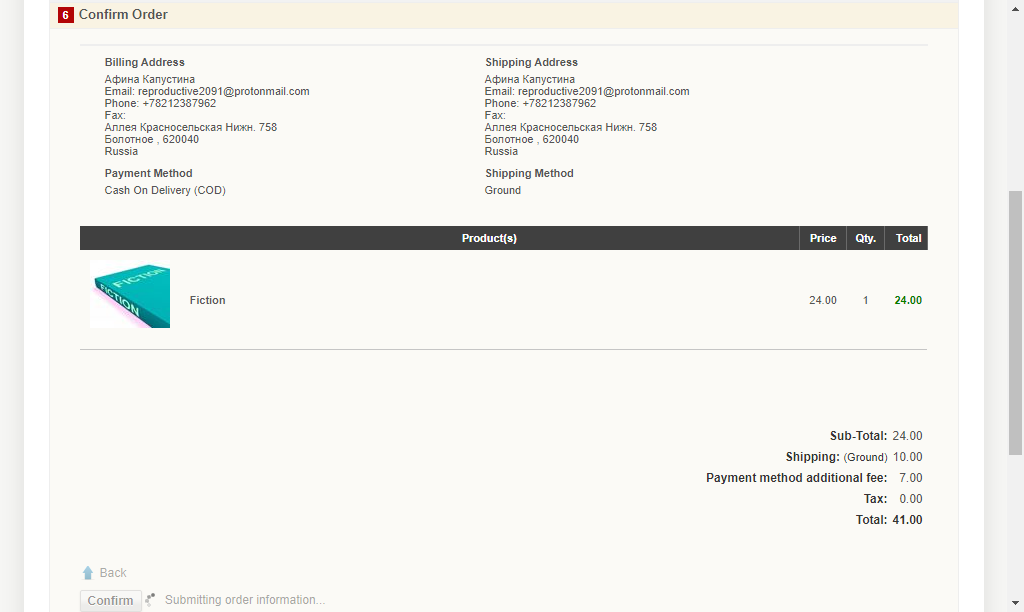 6 Confirm Order
Billing Address
Афина Капустина
Email: reproductive2091@protonmail.com
Phone: +78212387962
Fax:
Аллея Красносельская Нижн. 758
Болотное , 620040
Russia
Payment Method
Cash On Delivery (COD)
Shipping Address
Афина Капустина
Email: reproductive2091@protonmail.com
Phone: +78212387962
Fax:
Аллея Красносельская Нижн. 758
Болотное , 620040
Russia
Shipping Method
Ground
Product(s) Price Qty. Total
FICTION
FICTION
Fiction 24.00 1 24.00
Sub-Total: 24.00
Shipping: (Ground) 10.00
Payment method additional fee: 7.00
Tax: 0.00
Total: 41.00
Back
Confirm Submitting order information...